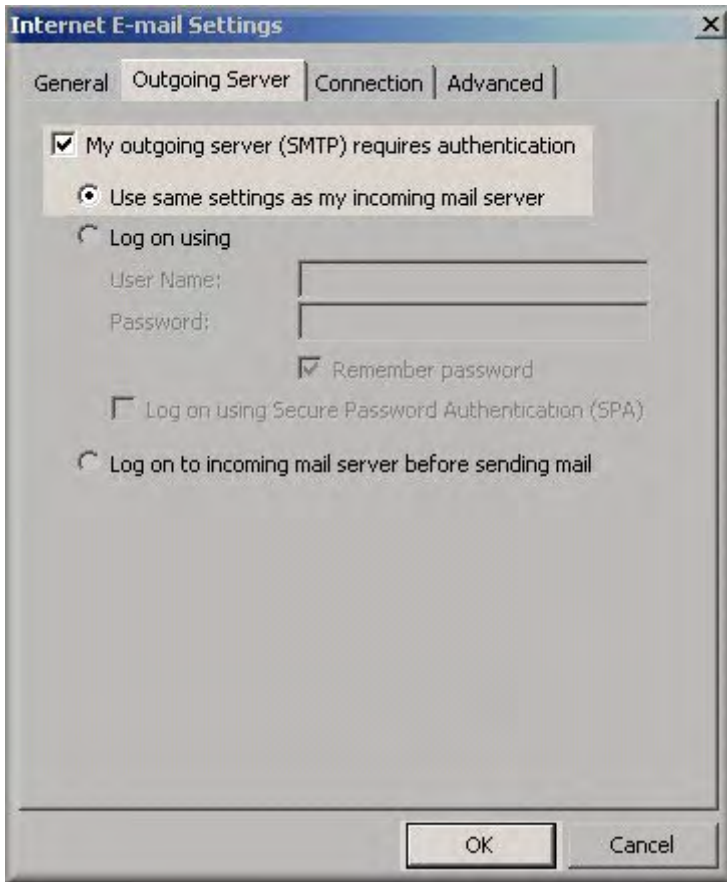 Internet E-mail Settings
General Outgoing Server Connection Advanced
My outgoing server (SMTP) requires authentication
Use same settings as my incoming mail server
Log on using
User Name:
Password:
Remember password
Log on using Secure Password Authentication (SPA)
Log on to incoming mail server before sending mail
OK Cancel